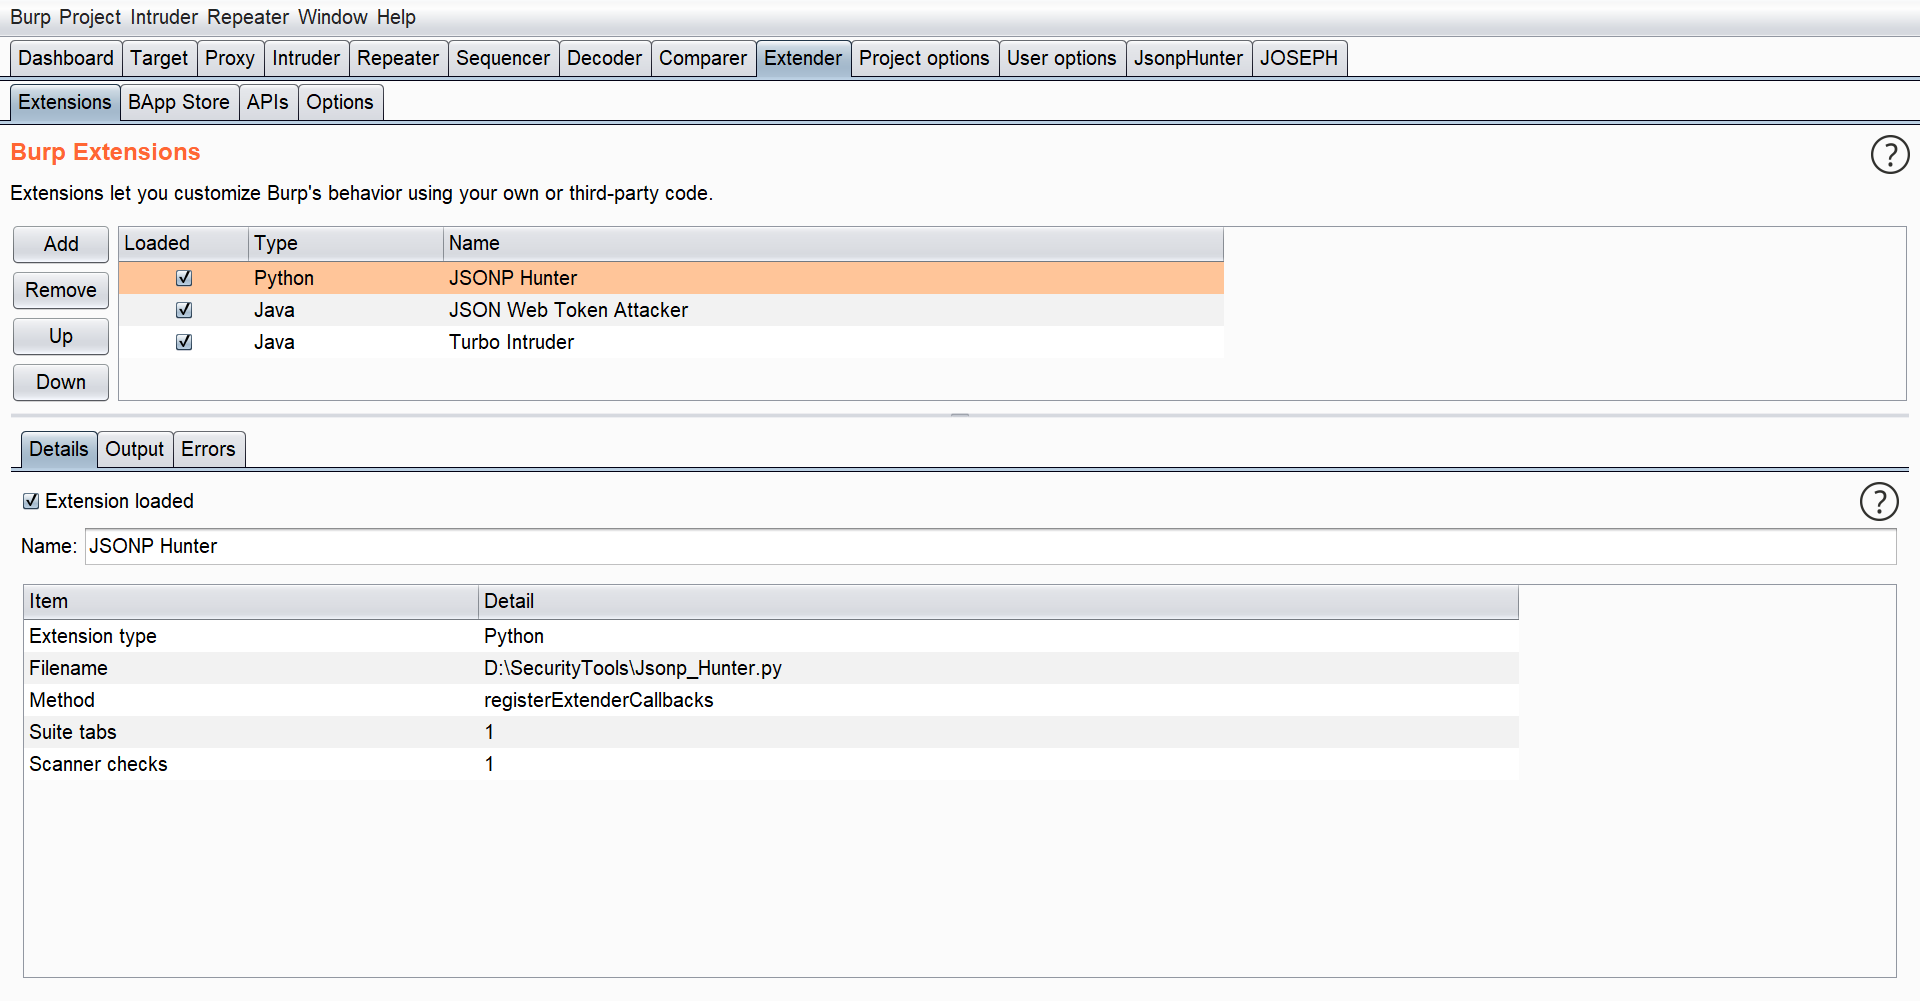 Burp Project Intruder Repeater Window Help
Dashboard Target Proxy Intruder Repeater Sequencer Decoder Comparer Extender Project options User options JsonpHunter JOSEPH
Extensions BApp Store APIs Options
Burp Extensions
?
Extensions let you customize Burp's behavior using your own or third-party code.
Add
Remove
Up
Down
Loaded Type Name
Python JSONP Hunter
Java JSON Web Token Attacker
Java Turbo Intruder
Details Output Errors
Extension loaded
?
Name: JSONP Hunter
Item Detail
Extension type Python
Filename D:\SecurityTools\Jsonp_Hunter.py
Method registerExtenderCallbacks
Suite tabs 1
Scanner checks 1